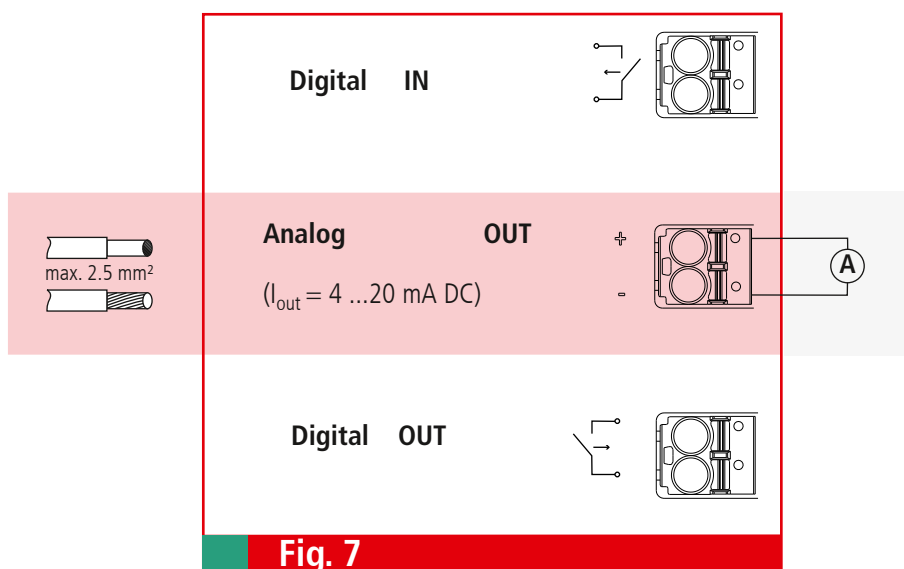 Digital IN
Analog OUT
+
A
max. 2.5 mm²
(Iout = 4 ...20 mA DC)
-
Digital OUT
Fig. 7